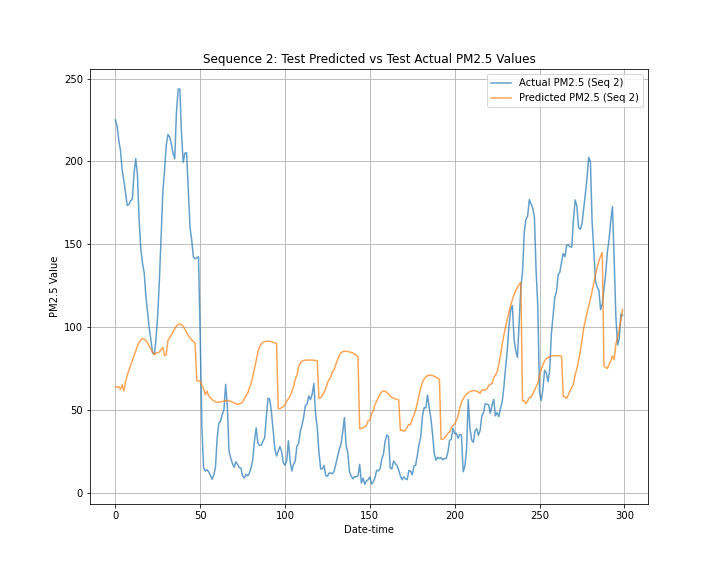 Sequence 2: Test Predicted vs Test Actual PM2.5 Values
Actual PM2.5 (Seq 2)
Predicted PM2.5 (Seq 2)
250
200
150
100
50
0
PM2.5 Value
0 50 100 150 200 250 300
Date-time